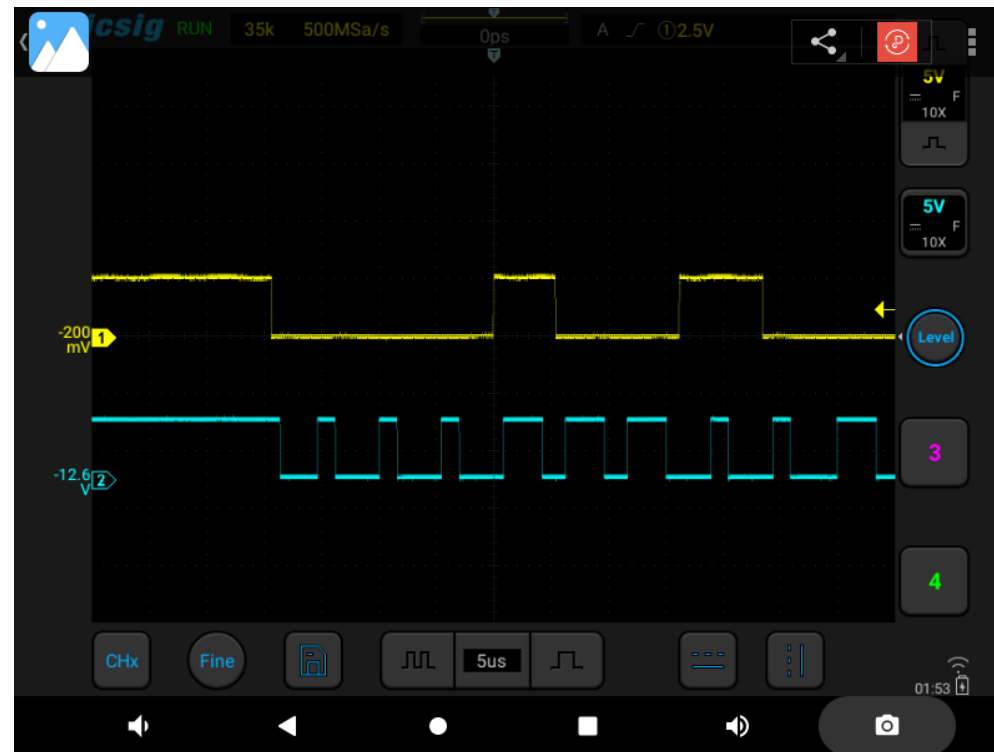 icsig RUN 35k 500MSa/s 0ps A ①2.5V
T
5V
F
10X
5V
F
10X
-200
mV
1
Level
-12.6
V
2
3
4
CHx Fine 5us
01:53